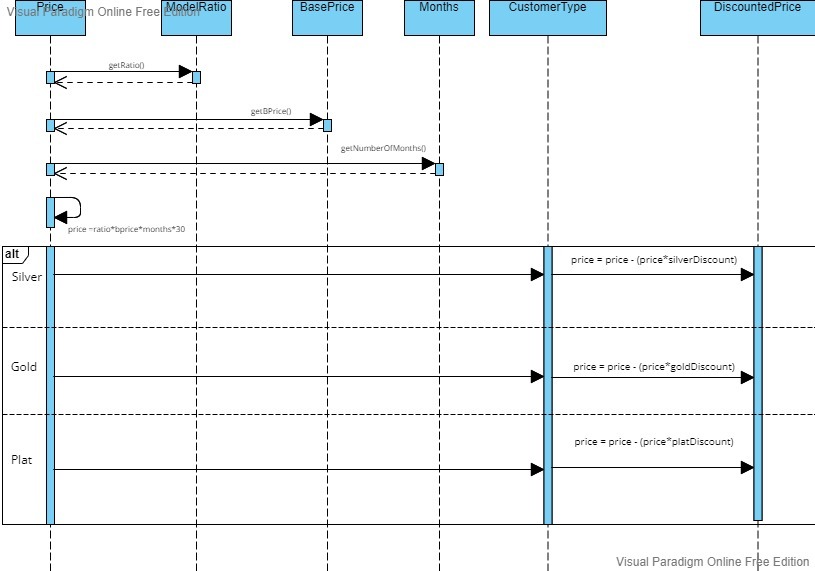 Visual Paradigm Online Free Edition
Price
ModelRatio
BasePrice
Months
CustomerType
DiscountedPrice
getRatio()
getBPrice()
getNumberOfMonths()
price =ratio*bprice*months*30
alt
price = price - (price*silverDiscount)
Silver
Gold
price = price - (price*goldDiscount)
price = price - (price*platDiscount)
Plat
Visual Paradigm Online Free Edition